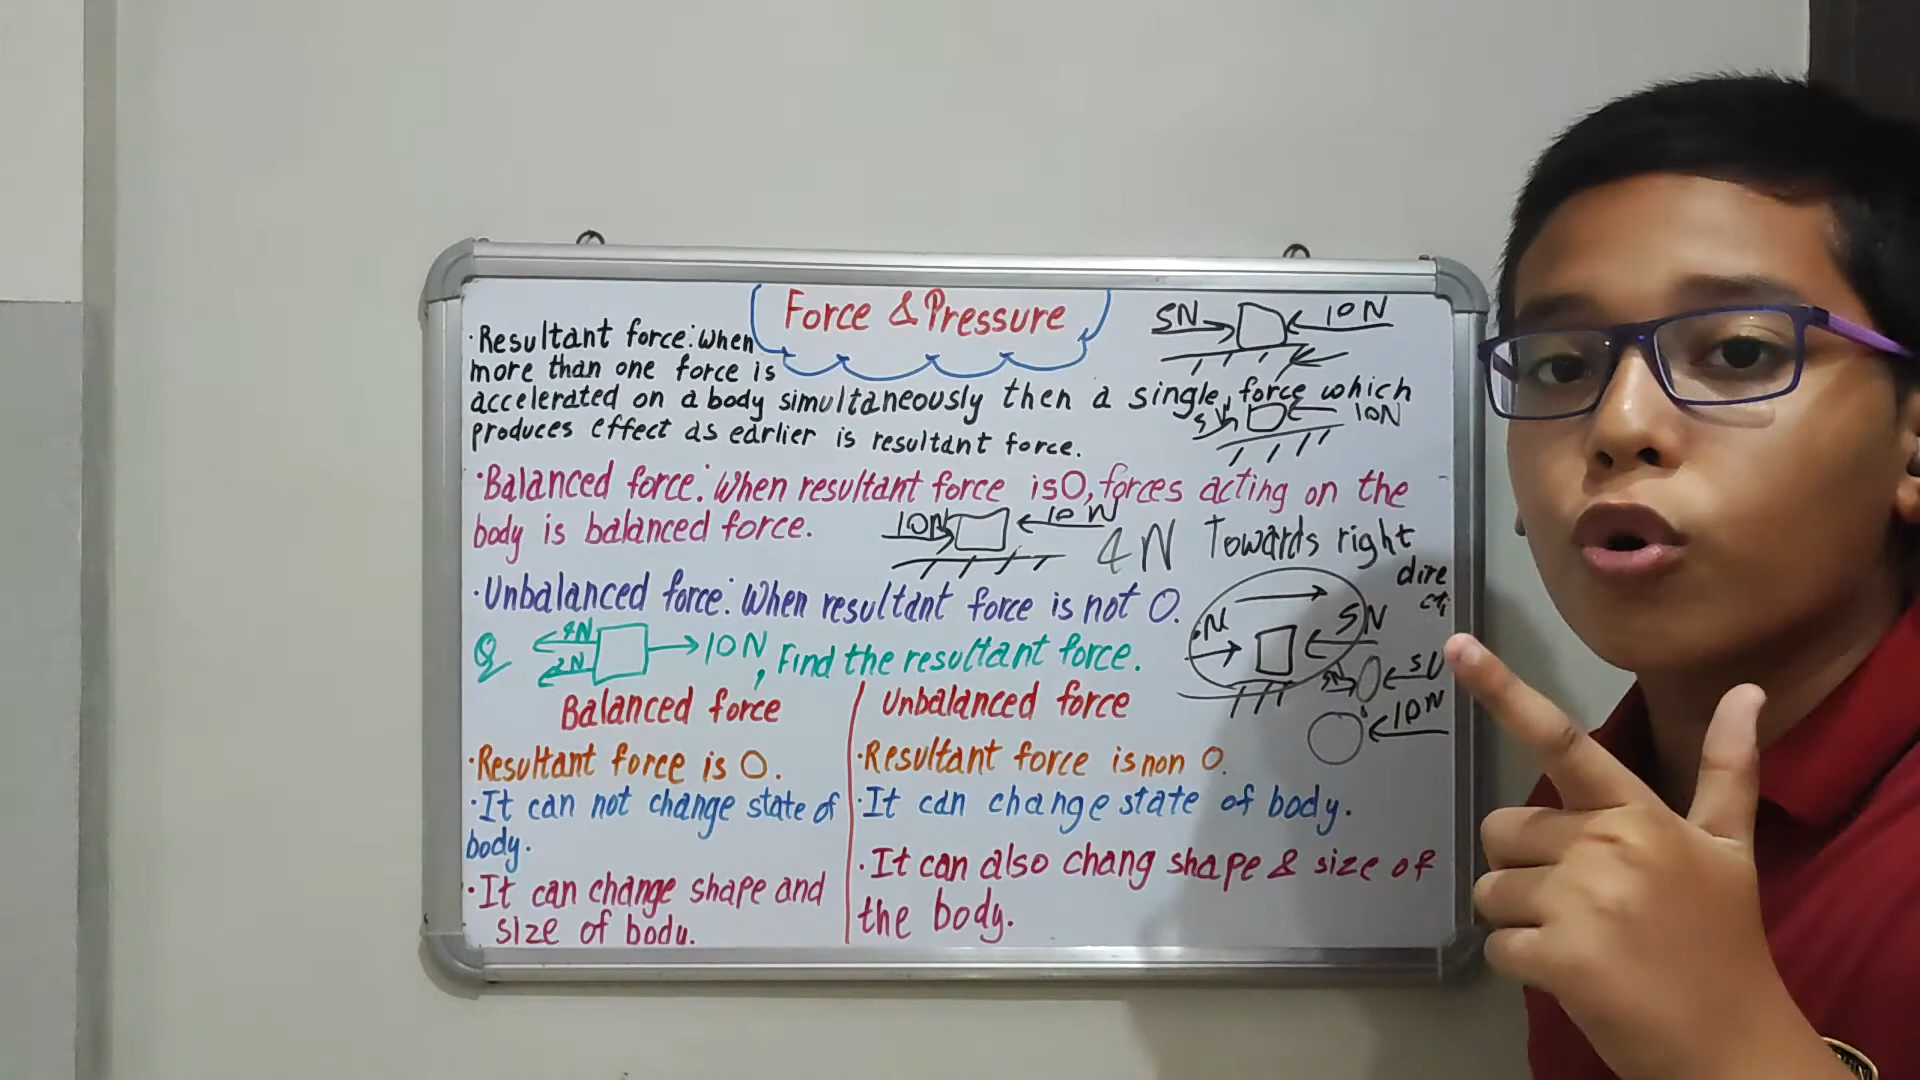 Force & Pressure
5N 10N
·Resultant force: When
more than one force is
accelerated on a body simultaneously then a single force which
5N 10N
produces effect as earlier is resultant force.
·Balanced force: When resultant force is 0, forces acting on the
body is balanced force.
10N 10N
4N Towards right
dire
cti
·Unbalanced force: When resultant force is not 0.
N 5N
Q 4N 2N 10N, Find the resultant force.
5N
10N
Balanced force
·Resultant force is 0.
·It can not change state of
body.
·It can change shape and
size of body.
Unbalanced force
·Resultant force is non 0.
·It can change state of body.
·It can also chang shape & size of
the body.